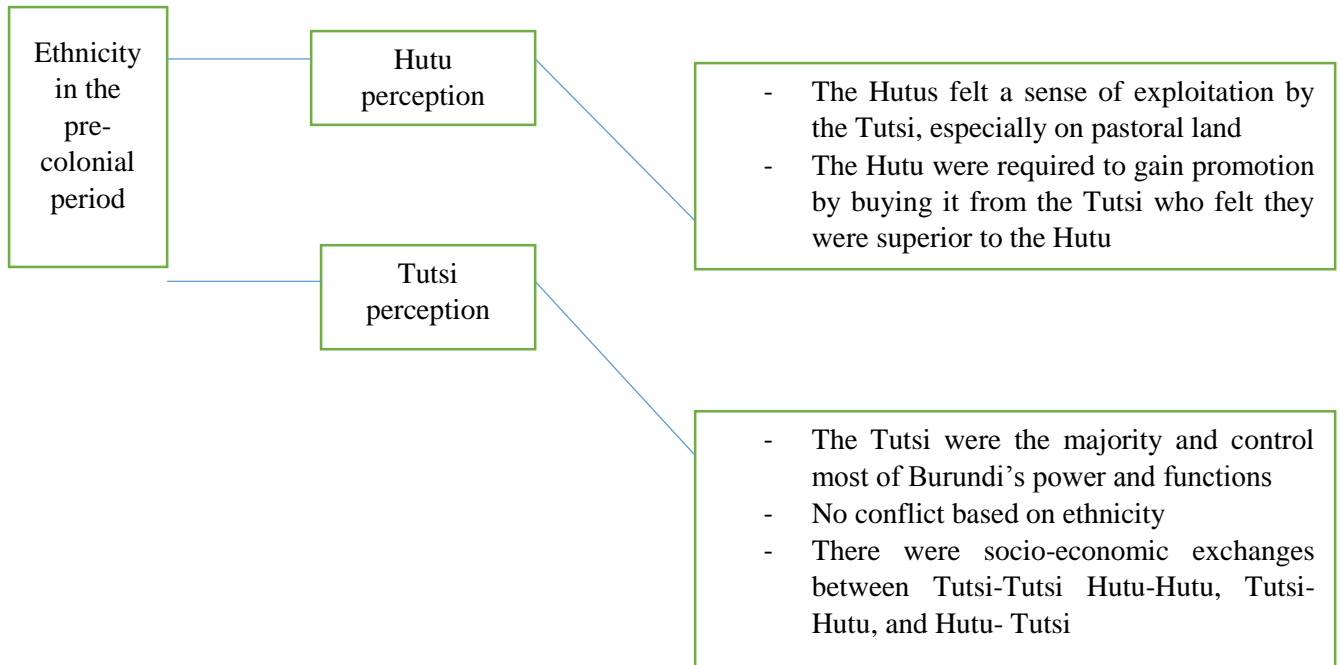 Ethnicity
in the
pre-
colonial
period
Hutu
perception
- The Hutus felt a sense of exploitation by
the Tutsi, especially on pastoral land
- The Hutu were required to gain promotion
by buying it from the Tutsi who felt they
were superior to the Hutu
Tutsi
perception
- The Tutsi were the majority and control
most of Burundi’s power and functions
- No conflict based on ethnicity
- There were socio-economic exchanges
between Tutsi-Tutsi Hutu-Hutu, Tutsi-
Hutu, and Hutu- Tutsi